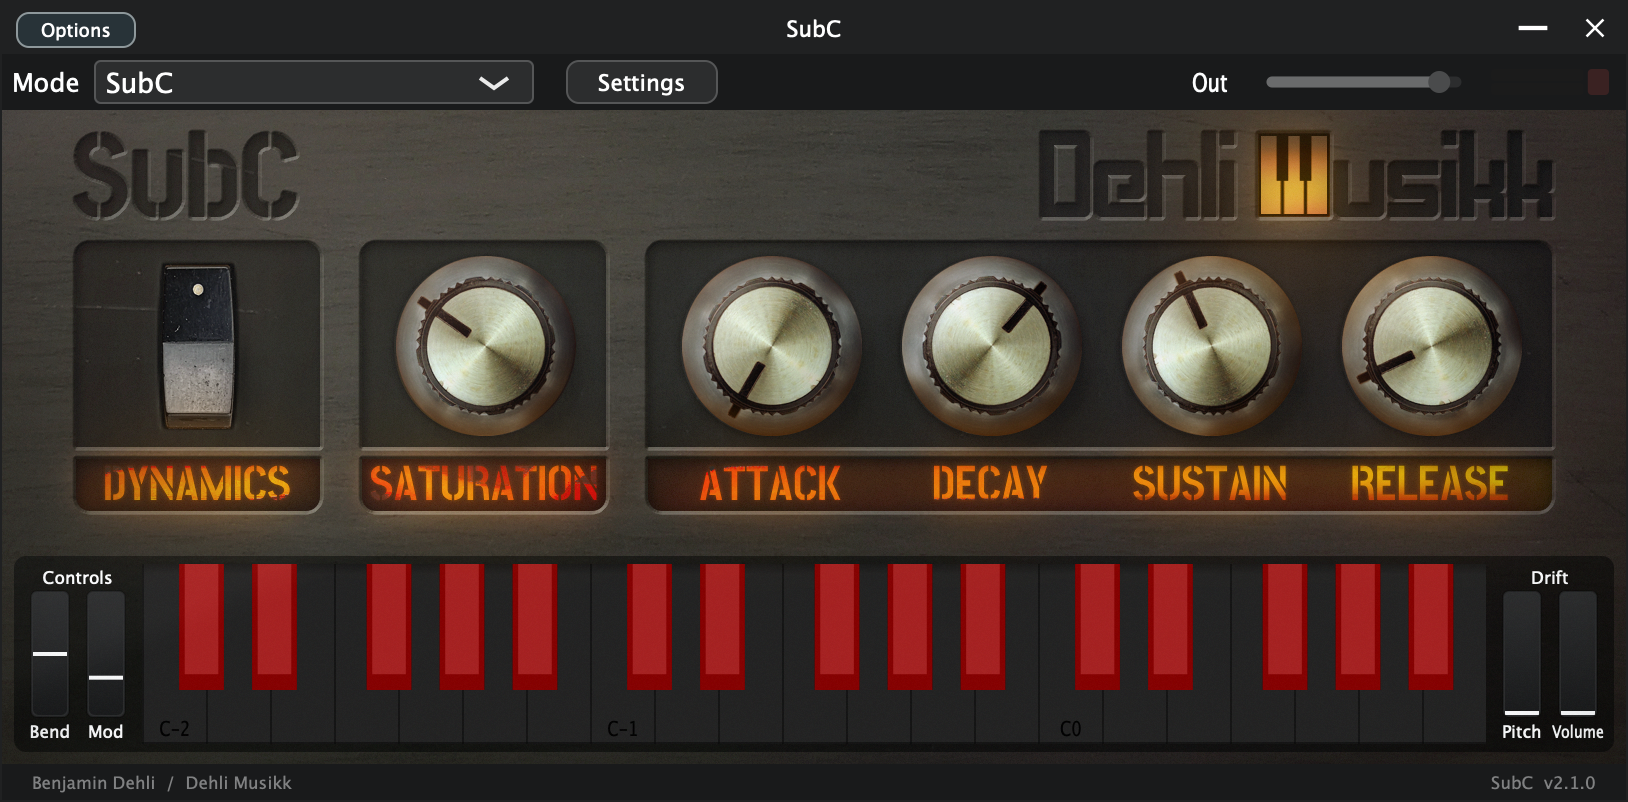 Options
SubC
Mode
SubC
Settings
Out
SubC
Dehli Musikk
DYNAMICS
SATURATION
ATTACK
DECAY
SUSTAIN
RELEASE
Controls
Bend
Mod
C-2
C-1
C0
Drift
Pitch
Volume
Benjamin Dehli / Dehli Musikk
SubC v2.1.0